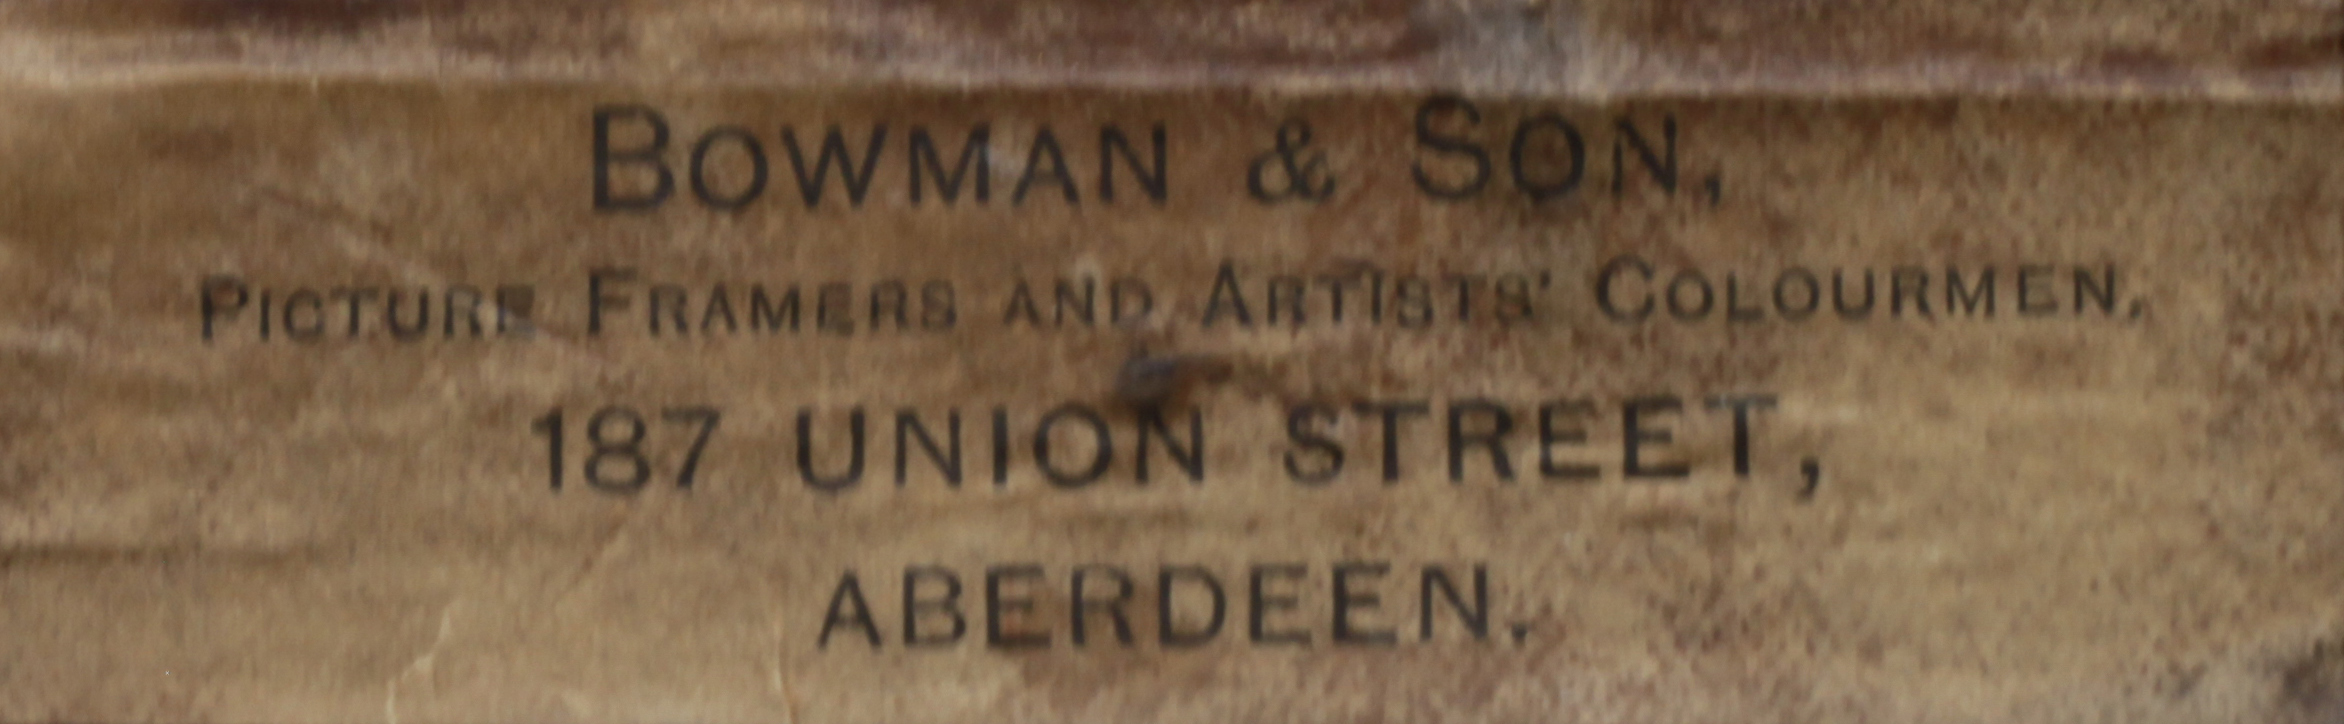 BOWMAN & SON,
PICTURE FRAMERS AND ARTISTS' COLOURMEN,
187 UNION STREET,
ABERDEEN.